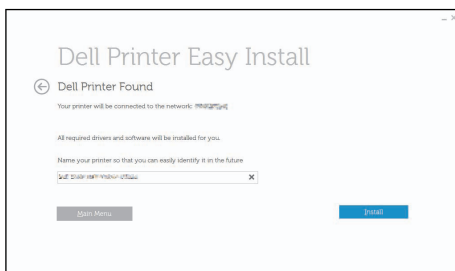 Dell Printer Easy Install
Dell Printer Found
Your printer will be connected to the network:
All required drivers and software will be installed for you.
Name your printer so that you can easily identify it in the future
Main Menu
Install